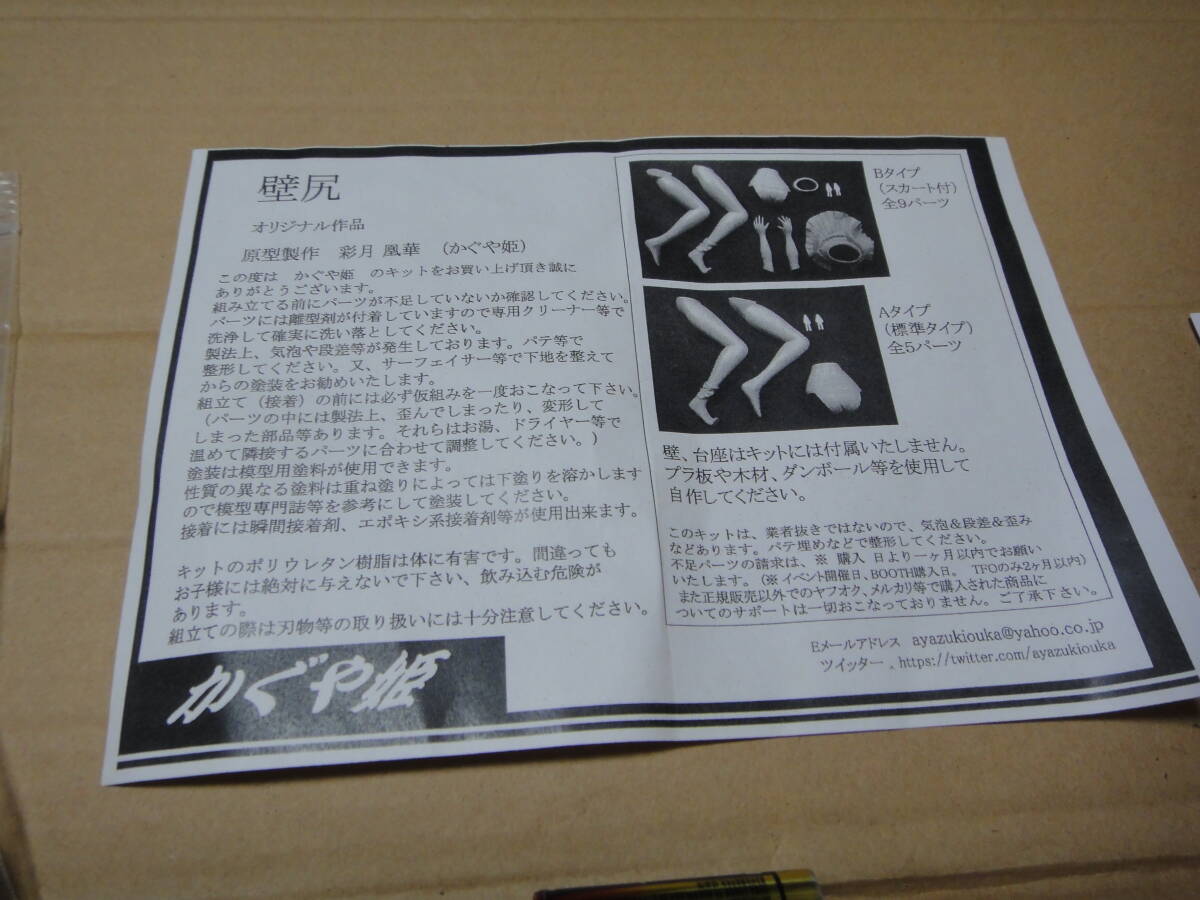 壁尻
オリジナル作品
原型製作　彩月 凰華　（かぐや姫）
この度は　かぐや姫　のキットをお買い上げ頂き誠に
ありがとうございます。
組み立てる前にパーツが不足していないか確認してください。
パーツには離型剤が付着していますので専用クリーナー等で
洗浄して確実に洗い落としてください。
製法上、気泡や段差等が発生しております。パテ等で
整形してください。又、サーフェイサー等で下地を整えて
からの塗装をお勧めいたします。
組立て（接着）の前には必ず仮組みを一度おこなって下さい。
（パーツの中には製法上、歪んでしまったり、変形して
しまった部品等あります。それらはお湯、ドライヤー等で
温めて隣接するパーツに合わせて調整してください。）
塗装は模型用塗料が使用できます。
性質の異なる塗料は重ね塗りによっては下塗りを溶かします
ので模型専門誌等を参考にして塗装してください。
接着には瞬間接着剤、エポキシ系接着剤等が使用出来ます。
キットのポリウレタン樹脂は体に有害です。間違っても
お子様には絶対に与えないで下さい、飲み込む危険が
あります。
組立ての際は刃物等の取り扱いには十分注意してください。
かぐや姫
Bタイプ
（スカート付）
全9パーツ
Aタイプ
（標準タイプ）
全5パーツ
壁、台座はキットには付属いたしません。
プラ板や木材、ダンボール等を使用して
自作してください。
このキットは、業者抜きではないので、気泡＆段差＆歪み
などあります。パテ埋めなどで整形してください。
不足パーツの請求は、※ 購入 日より一ヶ月以内でお願い
いたします。（※イベント開催日、BOOTH購入日。 TFOのみ2ヶ月以内）
また正規販売以外でのヤフオク、メルカリ等で購入された商品に
ついてのサポートは一切おこなっておりません。ご了承下さい。
Eメールアドレス ayazukiouka@yahoo.co.jp
ツイッター 。https://twitter.com/ayazukiouka